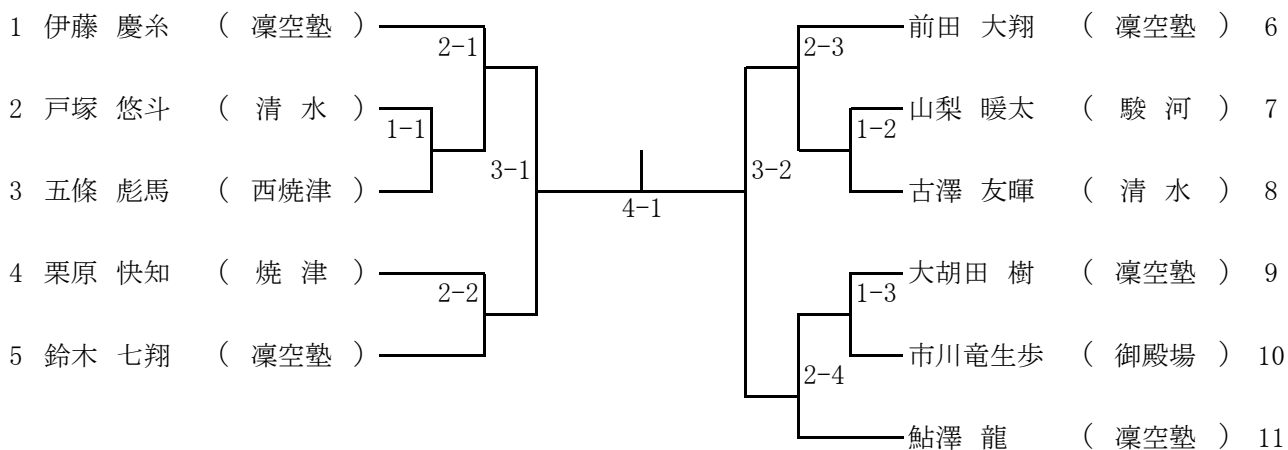 1 伊藤 慶糸 ( 凜空塾 )
2 戸塚 悠斗 ( 清 水 )
3 五條 彪馬 ( 西焼津 )
4 栗原 快知 ( 焼 津 )
5 鈴木 七翔 ( 凜空塾 )
2-1
1-1
3-1
2-2
4-1
2-3
1-2
3-2
1-3
2-4
前田 大翔 ( 凜空塾 ) 6
山梨 暖太 ( 駿 河 ) 7
古澤 友暉 ( 清 水 ) 8
大胡田 樹 ( 凜空塾 ) 9
市川竜生歩 ( 御殿場 ) 10
鮎澤 龍 ( 凜空塾 ) 11